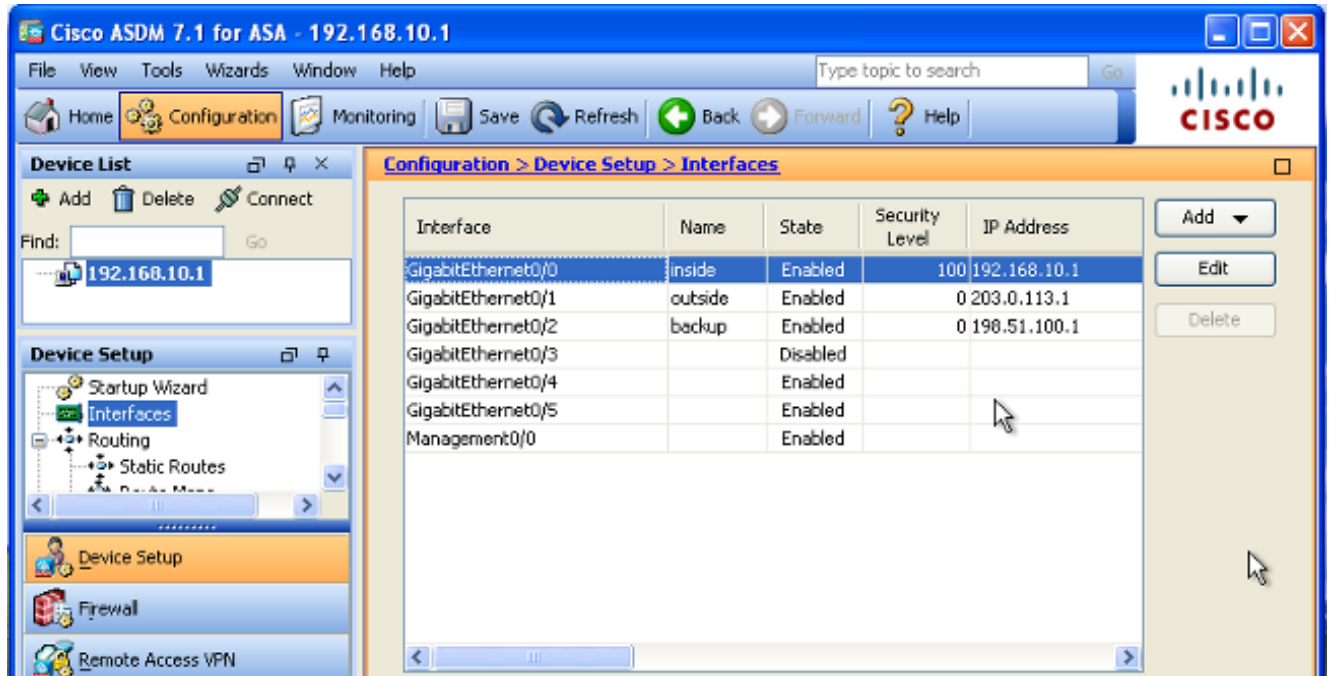 Cisco ASDM 7.1 for ASA - 192.168.10.1
File View Tools Wizards Window Help Type topic to search Go
Home Configuration Monitoring Save Refresh Back Forward Help
CISCO
Device List
Add Delete Connect
Find: Go
192.168.10.1
Device Setup
Startup Wizard
Interfaces
Routing
Static Routes
Device Setup
Firewall
Remote Access VPN
Configuration > Device Setup > Interfaces
Interface Name State Security Level IP Address
GigabitEthernet0/0 inside Enabled 100 192.168.10.1
GigabitEthernet0/1 outside Enabled 0 203.0.113.1
GigabitEthernet0/2 backup Enabled 0 198.51.100.1
GigabitEthernet0/3 Disabled
GigabitEthernet0/4 Enabled
GigabitEthernet0/5 Enabled
Management0/0 Enabled
Add
Edit
Delete